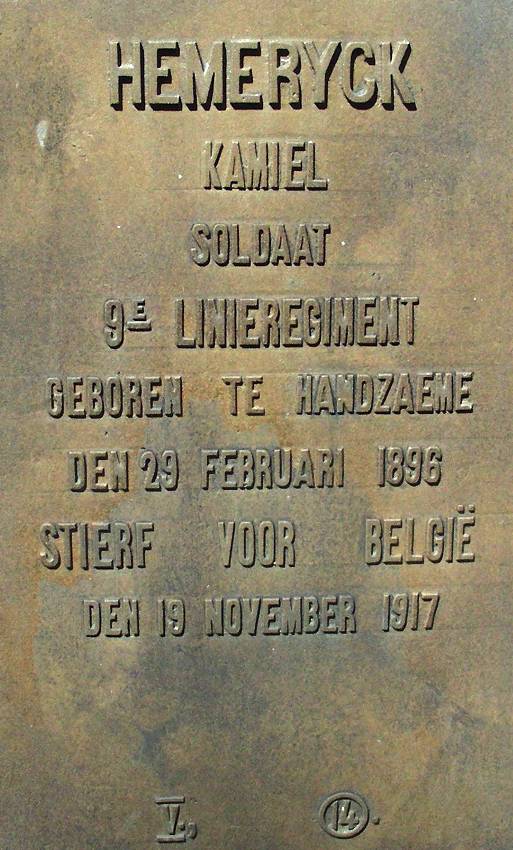 HEMERYCK
KAMIEL
SOLDAAT
9E LINIEREGIMENT
GEBOREN TE HANDZAEME
DEN 29 FEBRUARI 1896
STIERF VOOR BELGIË
DEN 19 NOVEMBER 1917
V., 14.